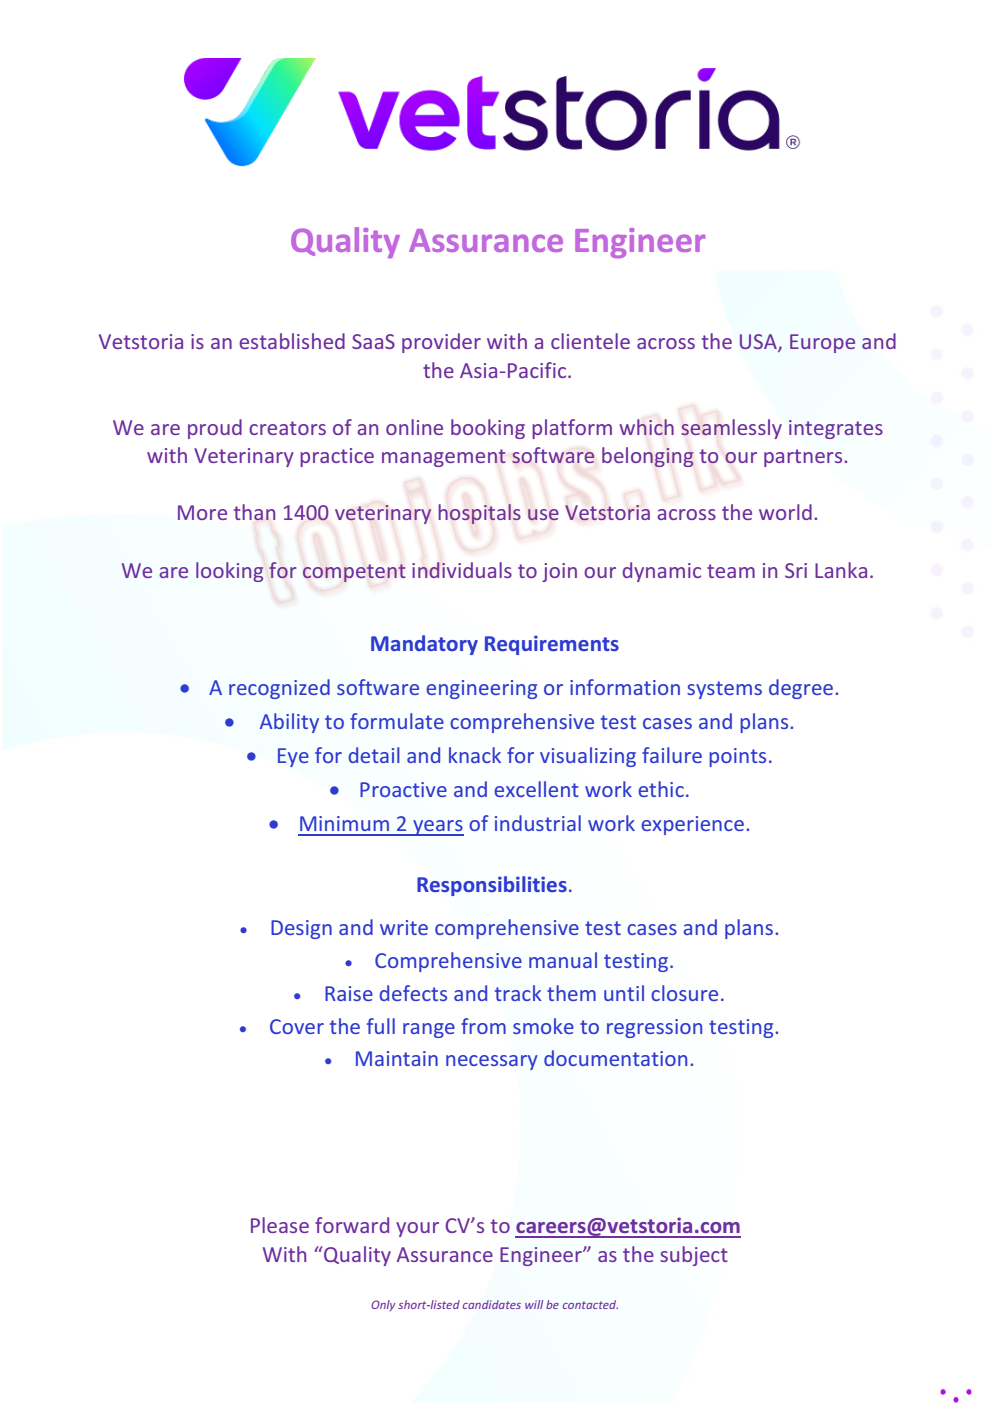 vetstoria®
Quality Assurance Engineer
Vetstoria is an established SaaS provider with a clientele across the USA, Europe and
the Asia-Pacific.
We are proud creators of an online booking platform which seamlessly integrates
with Veterinary practice management software belonging to our partners.
More than 1400 veterinary hospitals use Vetstoria across the world.
We are looking for competent individuals to join our dynamic team in Sri Lanka.
topjobs.lk
Mandatory Requirements
• A recognized software engineering or information systems degree.
• Ability to formulate comprehensive test cases and plans.
• Eye for detail and knack for visualizing failure points.
• Proactive and excellent work ethic.
• Minimum 2 years of industrial work experience.
Responsibilities.
• Design and write comprehensive test cases and plans.
• Comprehensive manual testing.
• Raise defects and track them until closure.
• Cover the full range from smoke to regression testing.
• Maintain necessary documentation.
Please forward your CV’s to careers@vetstoria.com
With “Quality Assurance Engineer” as the subject
Only short-listed candidates will be contacted.